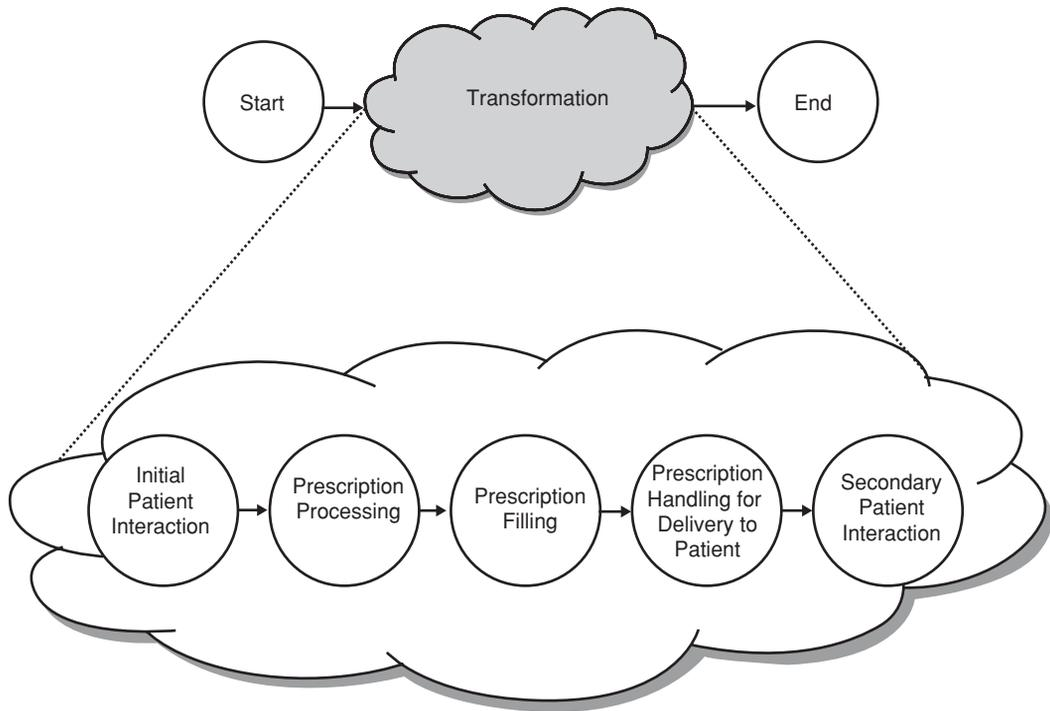 Start
Transformation
End
Initial
Patient
Interaction
Prescription
Processing
Prescription
Filling
Prescription
Handling for
Delivery to
Patient
Secondary
Patient
Interaction